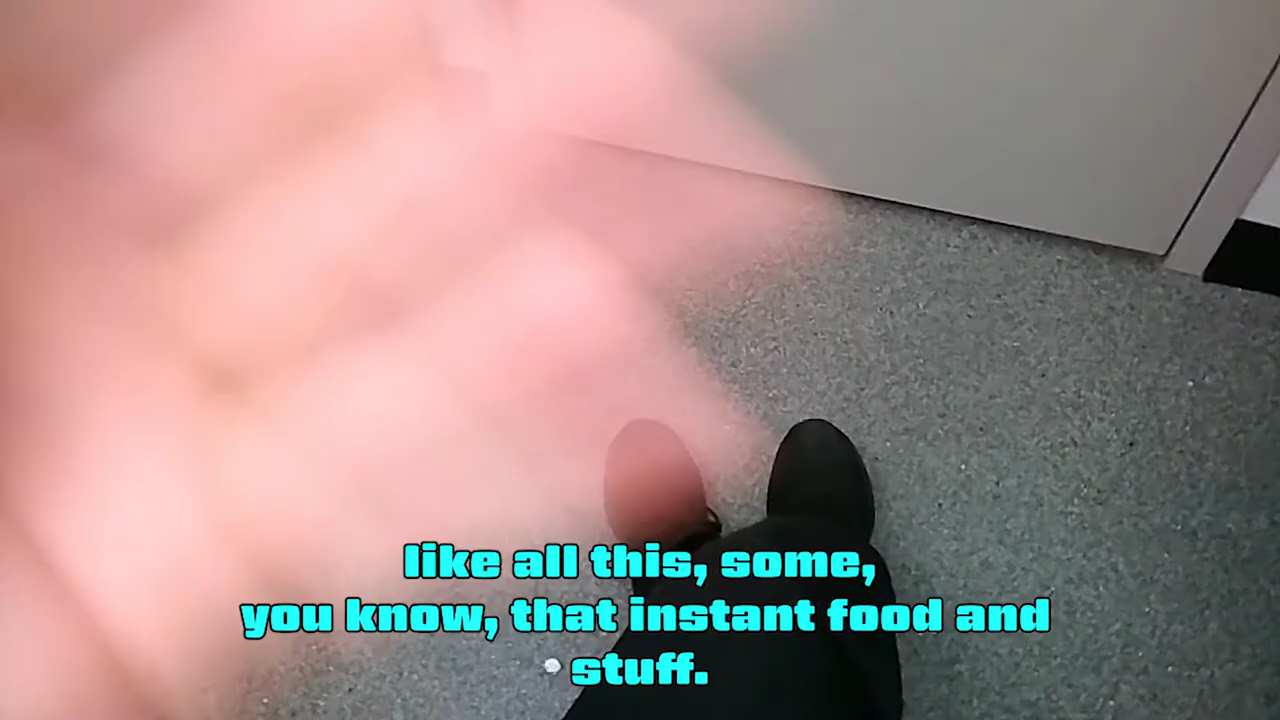 like all this, some,
you know, that instant food and
stuff.